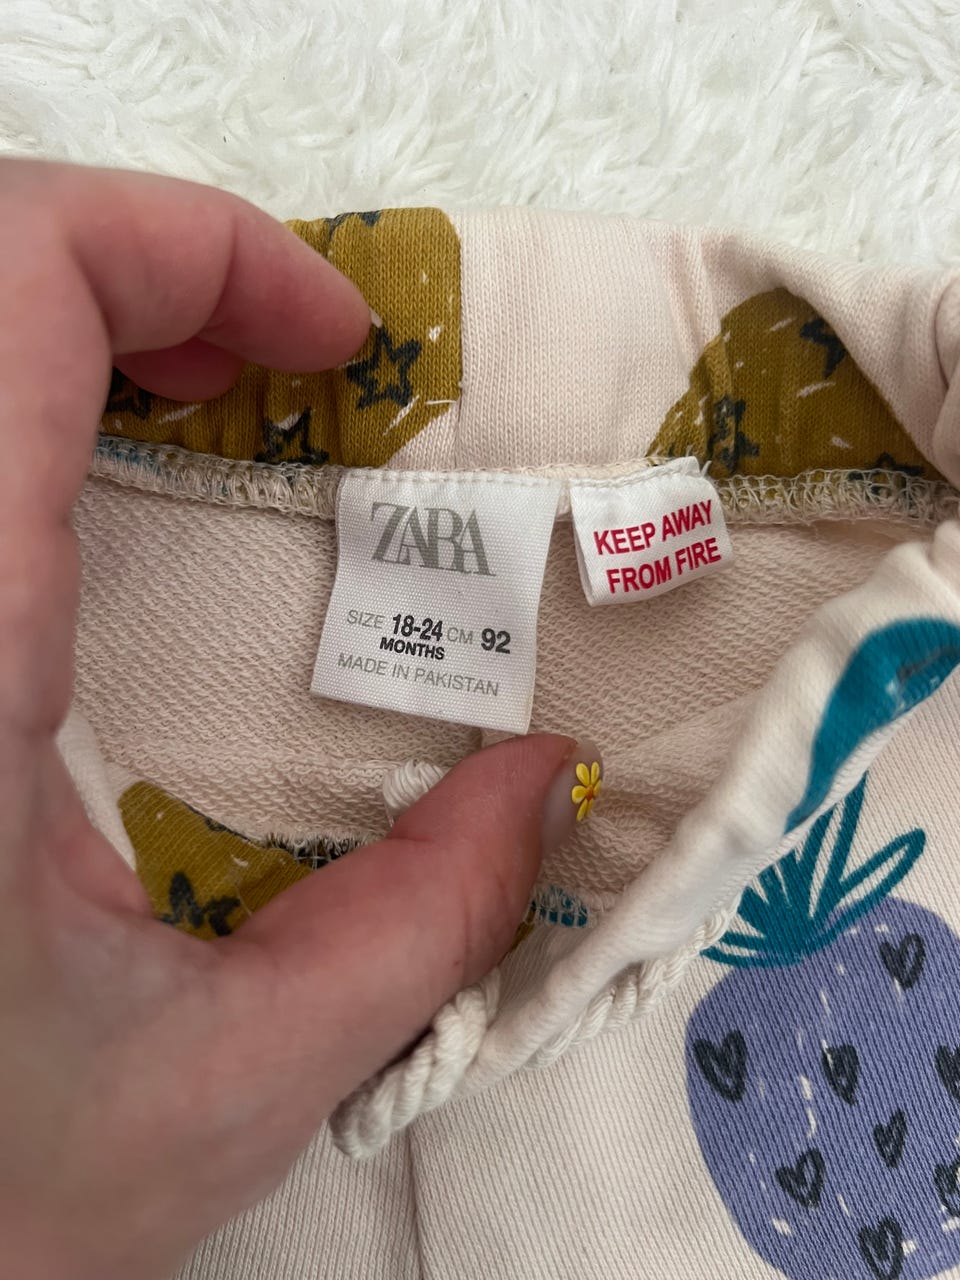 ZARA
SIZE 18-24 CM 92
MONTHS
MADE IN PAKISTAN
KEEP AWAY
FROM FIRE